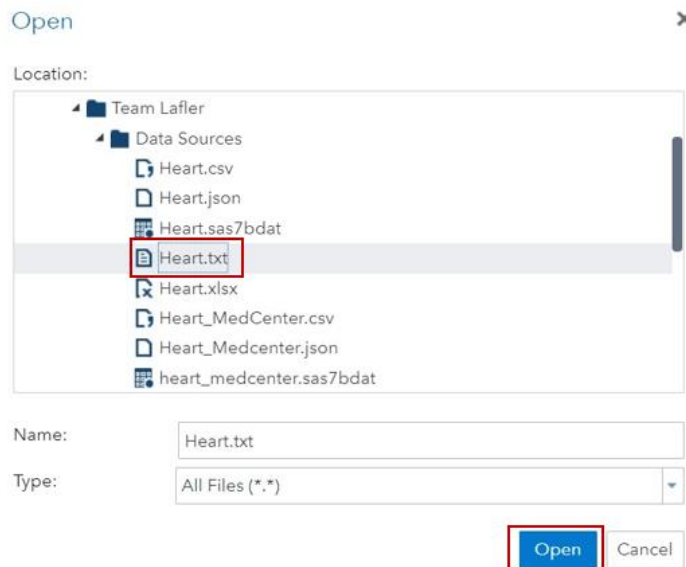 Open
Location:
Team Lafler
Data Sources
Heart.csv
Heart.json
Heart.sas7bdat
Heart.txt
Heart.xlsx
Heart_MedCenter.csv
Heart_Medcenter.json
heart_medcenter.sas7bdat
Name: Heart.txt
Type: All Files (*.*)
Open Cancel